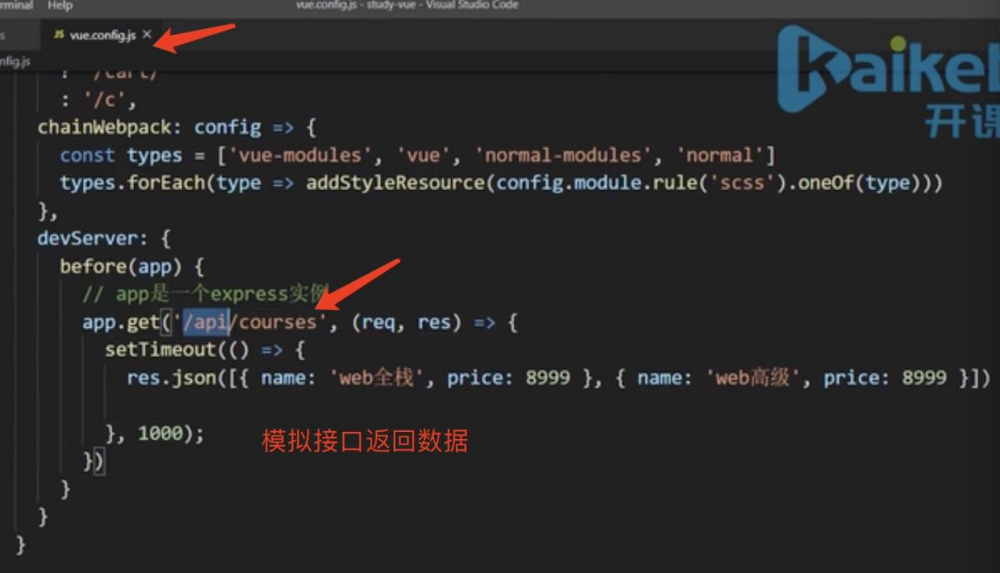 rminal Help vue.config.js - study-vue - Visual Studio Code
s JS vue.config.js ×
nfig.js
? '/cart/'
: '/c',
chainWebpack: config => {
const types = ['vue-modules', 'vue', 'normal-modules', 'normal']
types.forEach(type => addStyleResource(config.module.rule('scss').oneOf(type)))
},
devServer: {
before(app) {
// app是一个express实例
app.get('/api/courses', (req, res) => {
setTimeout(() => {
res.json([{ name: 'web全栈', price: 8999 }, { name: 'web高级', price: 8999 }])
}, 1000);
模拟接口返回数据
})
}
}
}
kaikeb
开课